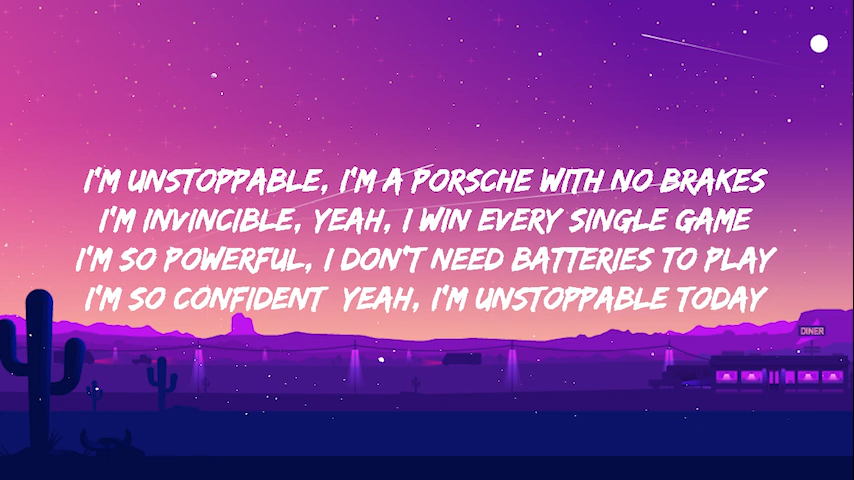 I'M UNSTOPPABLE, I'M A PORSCHE WITH NO BRAKES
I'M INVINCIBLE, YEAH, I WIN EVERY SINGLE GAME
I'M SO POWERFUL, I DON'T NEED BATTERIES TO PLAY
I'M SO CONFIDENT YEAH, I'M UNSTOPPABLE TODAY
DINER